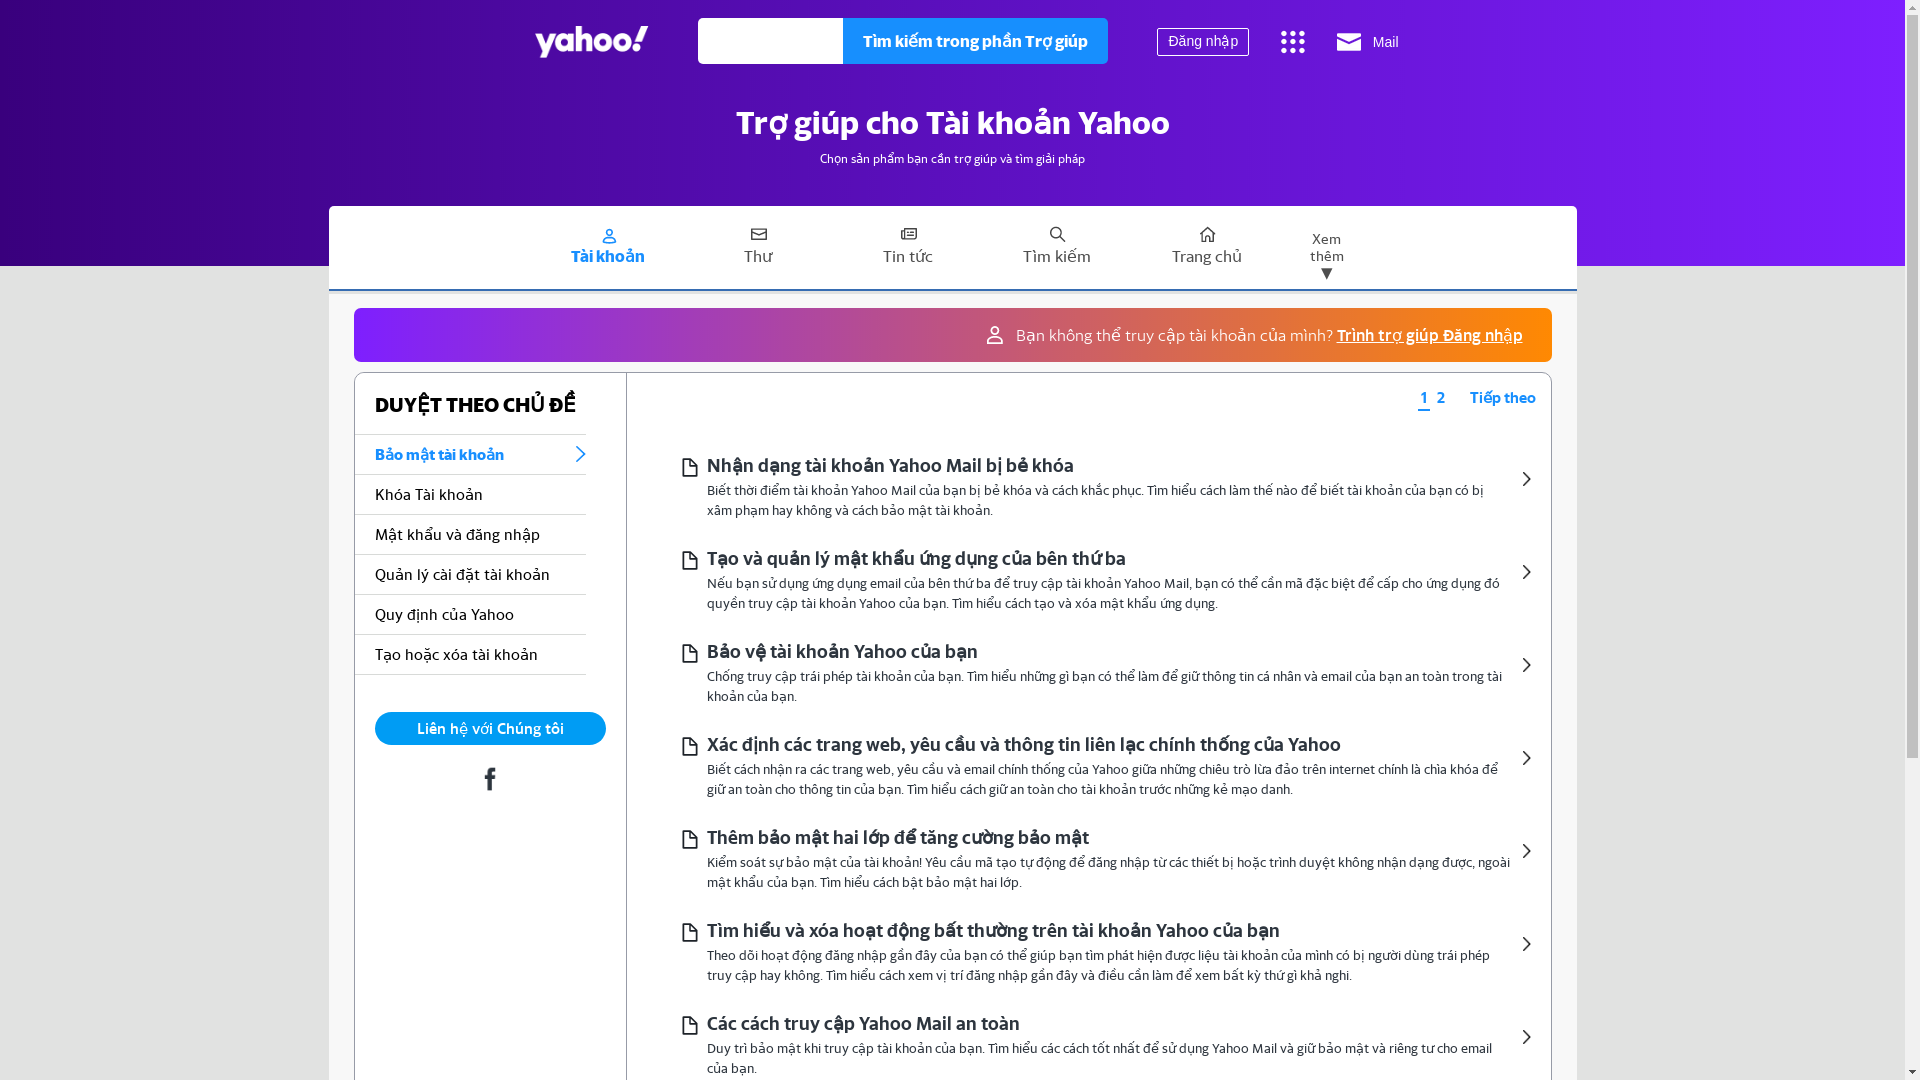 yahoo!
Tìm kiếm trong phần Trợ giúp
Đăng nhập
Mail
Trợ giúp cho Tài khoản Yahoo
Chọn sản phẩm bạn cần trợ giúp và tìm giải pháp
Tài khoản
Thư
Tin tức
Tìm kiếm
Trang chủ
Xem
thêm
▼
Bạn không thể truy cập tài khoản của mình? Trình trợ giúp Đăng nhập
DUYỆT THEO CHỦ ĐỀ
Bảo mật tài khoản
Khóa Tài khoản
Mật khẩu và đăng nhập
Quản lý cài đặt tài khoản
Quy định của Yahoo
Tạo hoặc xóa tài khoản
Liên hệ với Chúng tôi
1 2 Tiếp theo
Nhận dạng tài khoản Yahoo Mail bị bẻ khóa
Biết thời điểm tài khoản Yahoo Mail của bạn bị bẻ khóa và cách khắc phục. Tìm hiểu cách làm thế nào để biết tài khoản của bạn có bị
xâm phạm hay không và cách bảo mật tài khoản.
Tạo và quản lý mật khẩu ứng dụng của bên thứ ba
Nếu bạn sử dụng ứng dụng email của bên thứ ba để truy cập tài khoản Yahoo Mail, bạn có thể cần mã đặc biệt để cấp cho ứng dụng đó
quyền truy cập tài khoản Yahoo của bạn. Tìm hiểu cách tạo và xóa mật khẩu ứng dụng.
Bảo vệ tài khoản Yahoo của bạn
Chống truy cập trái phép tài khoản của bạn. Tìm hiểu những gì bạn có thể làm để giữ thông tin cá nhân và email của bạn an toàn trong tài
khoản của bạn.
Xác định các trang web, yêu cầu và thông tin liên lạc chính thống của Yahoo
Biết cách nhận ra các trang web, yêu cầu và email chính thống của Yahoo giữa những chiêu trò lừa đảo trên internet chính là chìa khóa để
giữ an toàn cho thông tin của bạn. Tìm hiểu cách giữ an toàn cho tài khoản trước những kẻ mạo danh.
Thêm bảo mật hai lớp để tăng cường bảo mật
Kiểm soát sự bảo mật của tài khoản! Yêu cầu mã tạo tự động để đăng nhập từ các thiết bị hoặc trình duyệt không nhận dạng được, ngoài
mật khẩu của bạn. Tìm hiểu cách bật bảo mật hai lớp.
Tìm hiểu và xóa hoạt động bất thường trên tài khoản Yahoo của bạn
Theo dõi hoạt động đăng nhập gần đây của bạn có thể giúp bạn tìm phát hiện được liệu tài khoản của mình có bị người dùng trái phép
truy cập hay không. Tìm hiểu cách xem vị trí đăng nhập gần đây và điều cần làm để xem bất kỳ thứ gì khả nghi.
Các cách truy cập Yahoo Mail an toàn
Duy trì bảo mật khi truy cập tài khoản của bạn. Tìm hiểu các cách tốt nhất để sử dụng Yahoo Mail và giữ bảo mật và riêng tư cho email
của bạn.